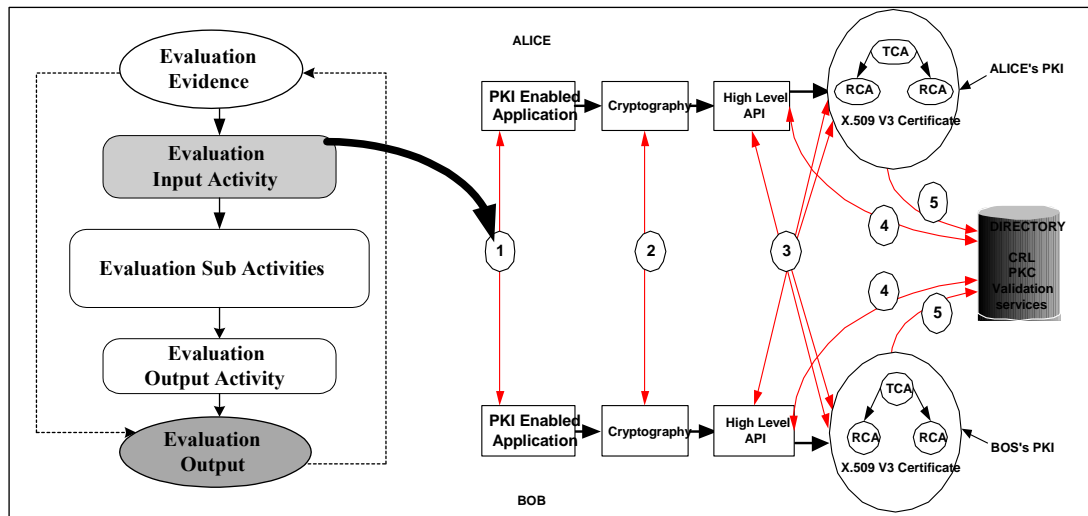 Evaluation
Evidence
Evaluation
Input Activity
Evaluation Sub Activities
Evaluation
Output Activity
Evaluation
Output
ALICE
PKI Enabled
Application
Cryptography
High Level
API
TCA
RCA
RCA
X.509 V3 Certificate
ALICE's PKI
1
2
3
4
5
4
5
DIRECTORY
CRL
PKC
Validation
services
PKI Enabled
Application
Cryptography
High Level
API
TCA
RCA
RCA
X.509 V3 Certificate
BOS's PKI
BOB